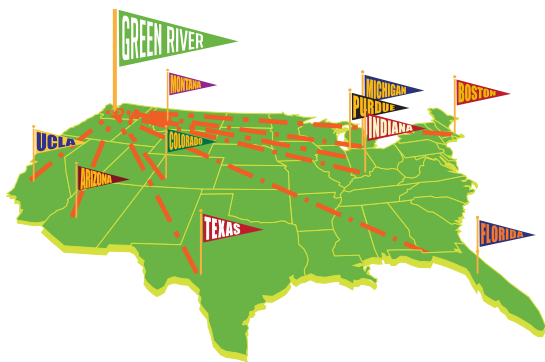 GREEN RIVER
MONTANA
MICHIGAN
PURDUE
BOSTON
INDIANA
UCLA
COLORADO
ARIZONA
TEXAS
FLORIDA